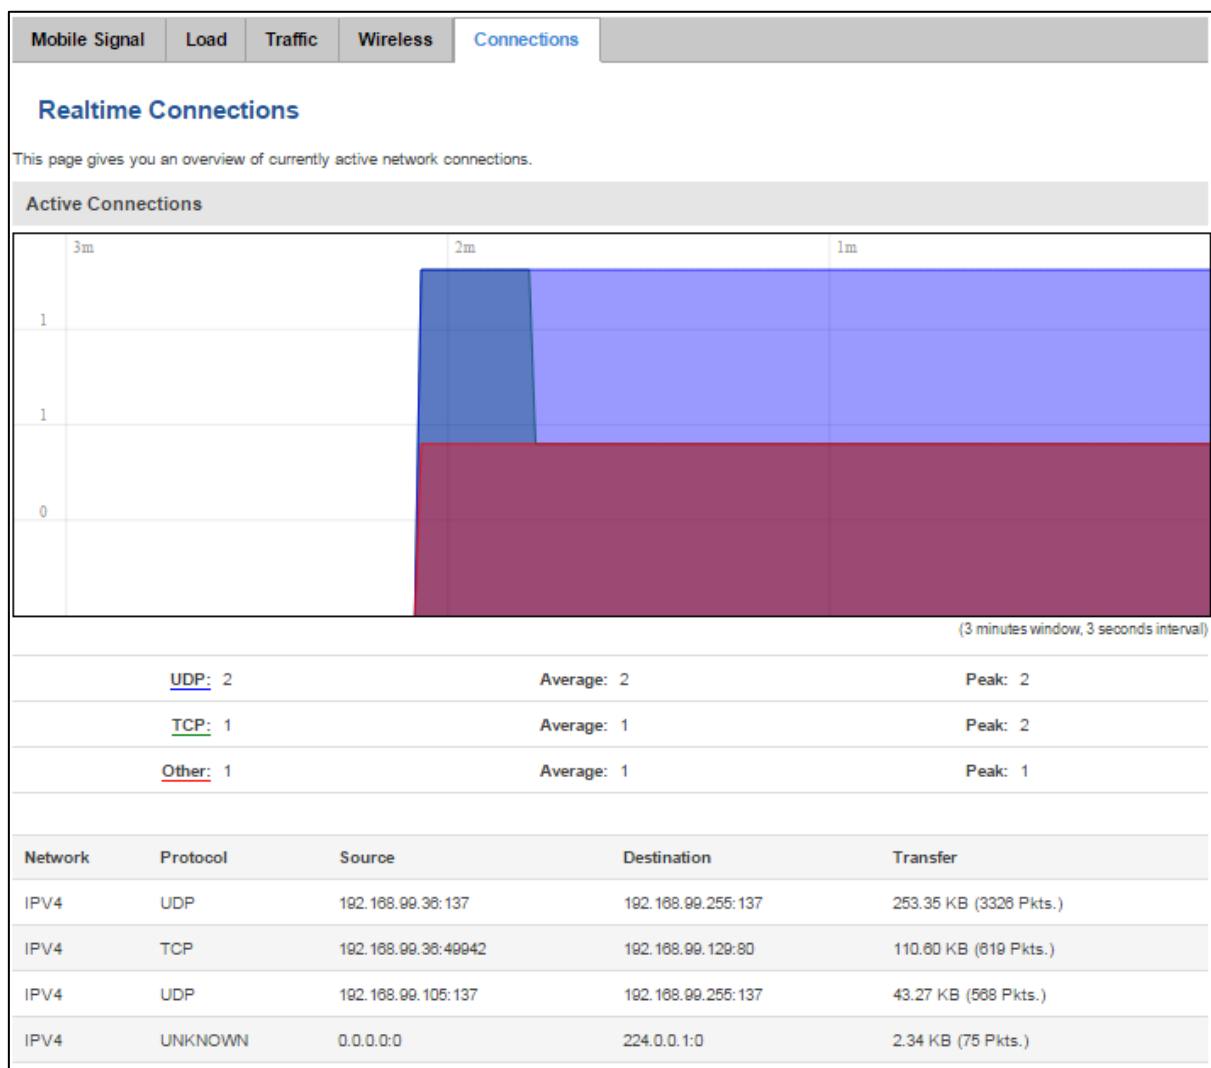 Mobile Signal Load Traffic Wireless Connections
Realtime Connections
This page gives you an overview of currently active network connections.
Active Connections
3m 2m 1m
1
1
0
(3 minutes window, 3 seconds interval)
UDP: 2 Average: 2 Peak: 2
TCP: 1 Average: 1 Peak: 2
Other: 1 Average: 1 Peak: 1
Network Protocol Source Destination Transfer
IPV4 UDP 192.168.99.36:137 192.168.99.255:137 253.35 KB (3326 Pkts.)
IPV4 TCP 192.168.99.36:49942 192.168.99.129:80 110.60 KB (619 Pkts.)
IPV4 UDP 192.168.99.105:137 192.168.99.255:137 43.27 KB (568 Pkts.)
IPV4 UNKNOWN 0.0.0.0:0 224.0.0.1:0 2.34 KB (75 Pkts.)